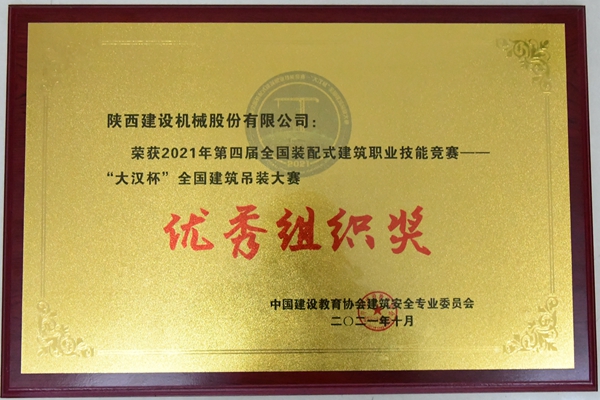 陕西建设机械股份有限公司：
荣获2021年第四届全国装配式建筑职业技能竞赛——
“大汉杯”全国建筑吊装大赛
优秀组织奖
中国建设教育协会建筑安全专业委员会
二〇二一年十月